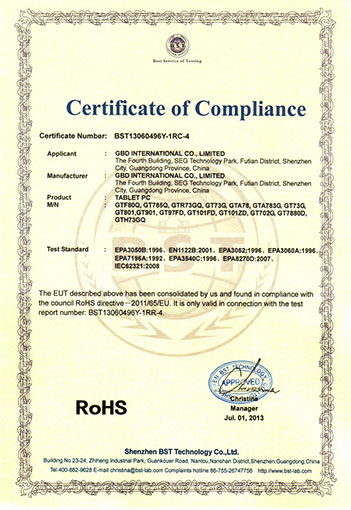 BST
Best Service of Testing
Certificate of Compliance
Certificate Number: BST13060496Y-1RC-4
Applicant : GBD INTERNATIONAL CO., LIMITED
The Fourth Building, SEG Technology Park, Futian District, Shenzhen
City, Guangdong Province, China
Manufacturer : GBD INTERNATIONAL CO., LIMITED
The Fourth Building, SEG Technology Park, Futian District, Shenzhen
City, Guangdong Province, China
Product : TABLET PC
M/N : GTF80Q, GT785Q, GTR73GQ, GT73G, GTA78, GTA783G, GT73G,
GT801,GT901, GT97FD, GT101FD, GT101ZD, GT702G, GT7880D,
GTH73GQ
Test Standard : EPA3050B:1996 , EN1122B:2001 , EPA3052:1996 , EPA3060A:1996 ,
EPA7196A:1992 , EPA3540C:1996 , EPA8270D:2007 ,
IEC62321:2008
The EUT described above has been consolidated by us and found in compliance with
the council RoHS directive—2011/65/EU. It is only valid in connection with the test
report number: BST13060496Y-1RR-4.
APPROVED
Christina
Manager
Jul. 01, 2013
RoHS
Shenzhen BST Technology Co.,Ltd.
Building No.23-24, Zhiheng Industrial Park, Guankouer Road, Nantou,Nanshan District,Shenzhen,Guangdong,China
Tel:400-882-9628 E-mail:christina@bst-lab.com Complaints hotline:86-755-26747756 http://www.bst-lab.com